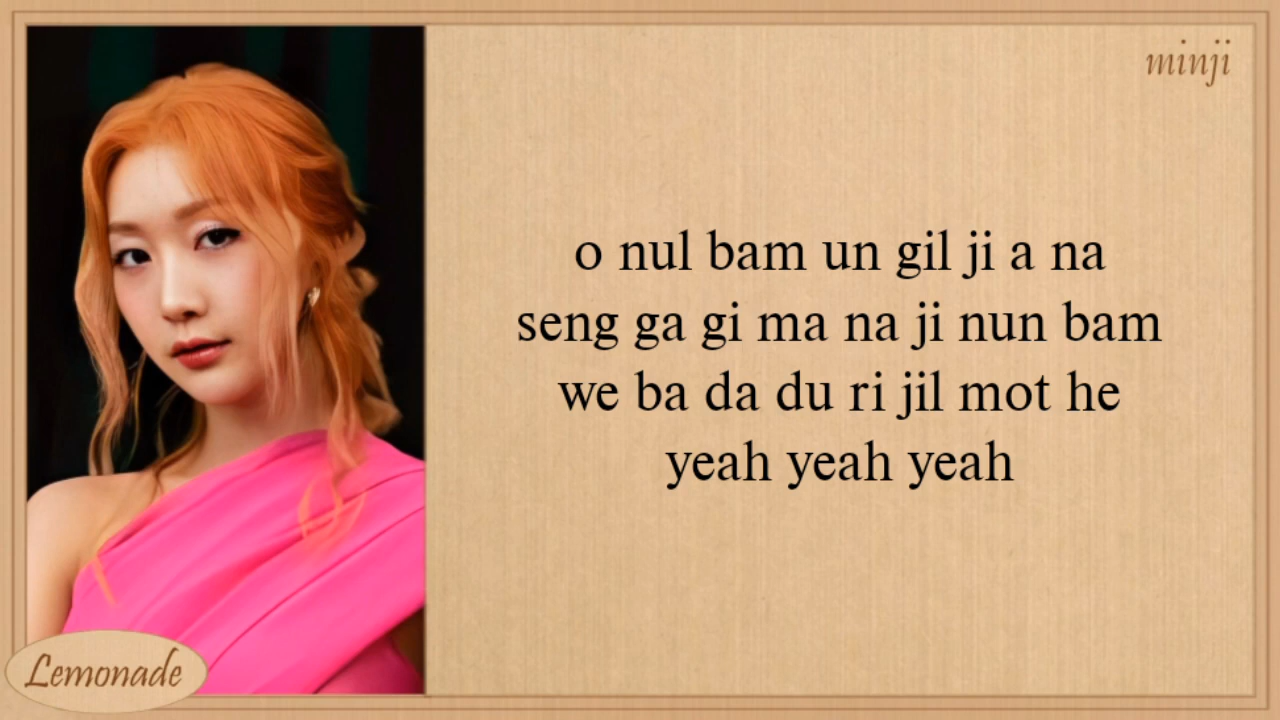 minji
o nul bam un gil ji a na
seng ga gi ma na ji nun bam
we ba da du ri jil mot he
yeah yeah yeah
Lemonade